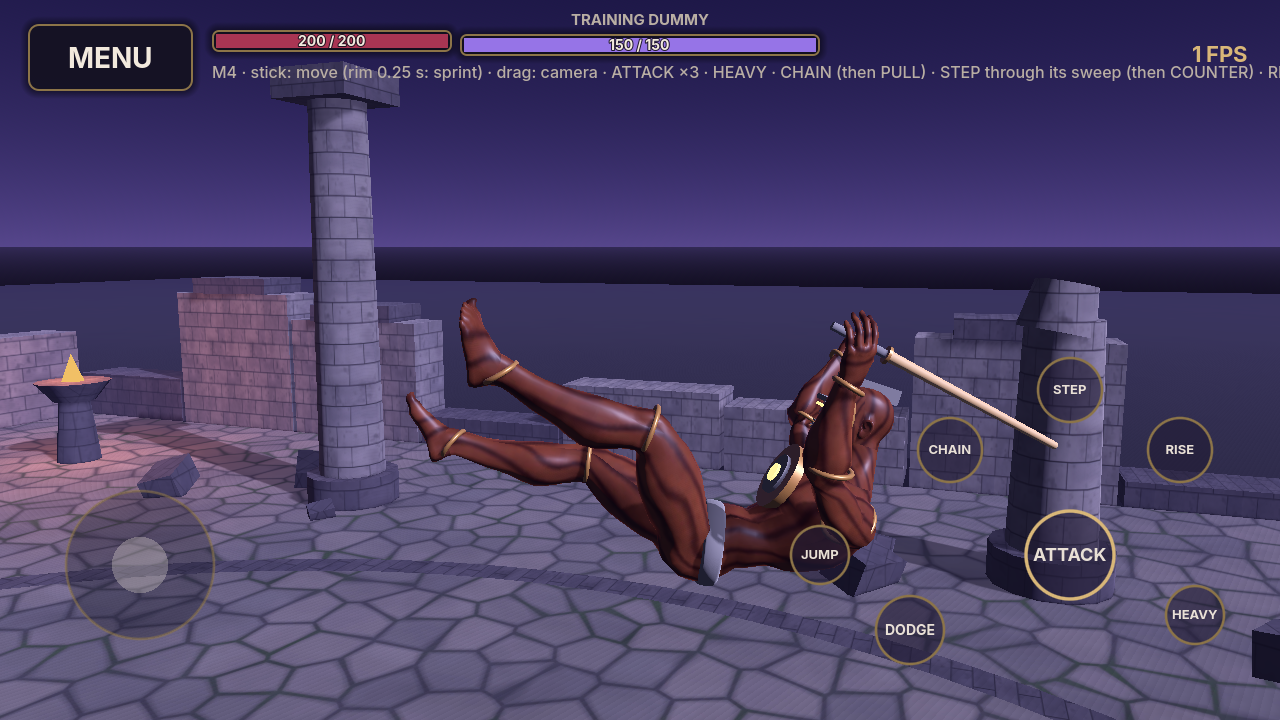 TRAINING DUMMY
MENU
200 / 200
150 / 150
1 FPS
M4 · stick: move (rim 0.25 s: sprint) · drag: camera · ATTACK ×3 · HEAVY · CHAIN (then PULL) · STEP through its sweep (then COUNTER) ·
STEP
CHAIN
RISE
JUMP
ATTACK
HEAVY
DODGE